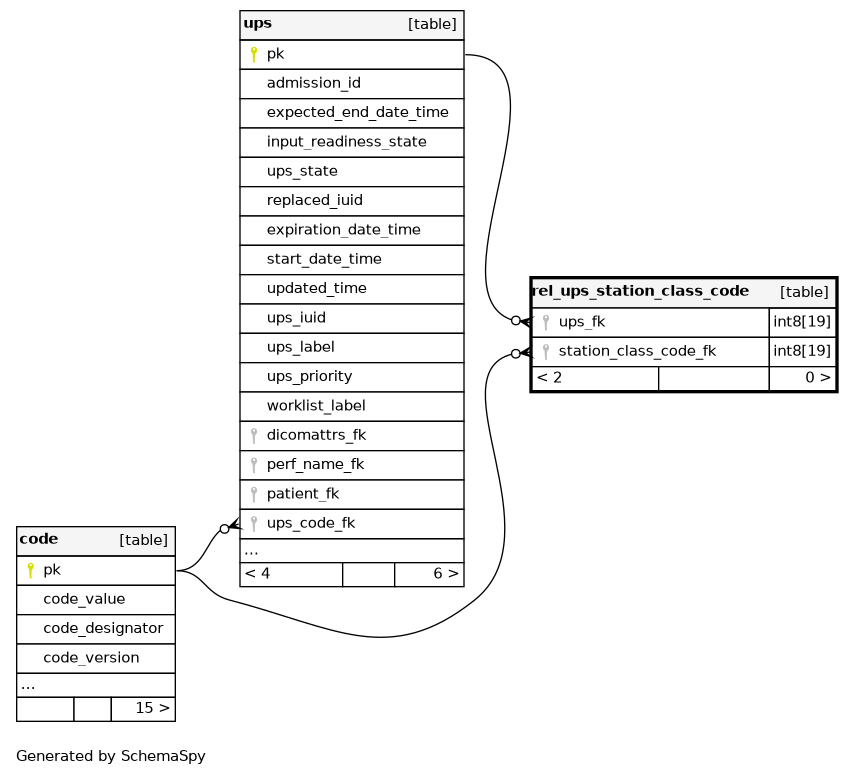 ups [table]
pk
admission_id
expected_end_date_time
input_readiness_state
ups_state
replaced_iuid
expiration_date_time
start_date_time
updated_time
ups_iuid
ups_label
ups_priority
worklist_label
dicomattrs_fk
perf_name_fk
patient_fk
ups_code_fk
...
< 4 6 >
rel_ups_station_class_code [table]
ups_fk int8[19]
station_class_code_fk int8[19]
< 2 0 >
code [table]
pk
code_value
code_designator
code_version
...
15 >
Generated by SchemaSpy